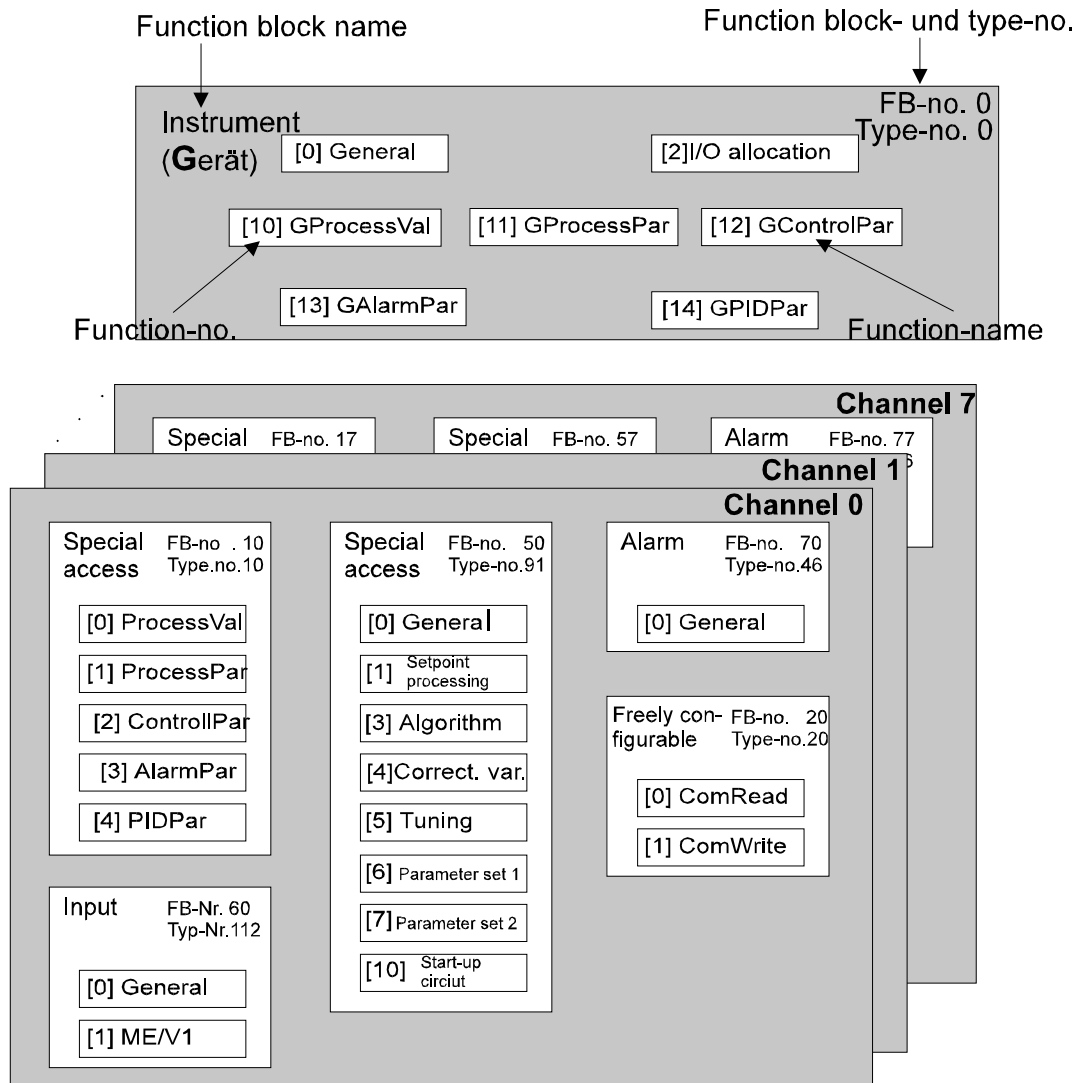 Function block name
Function block- und type-no.
Instrument
(Gerät)
FB-no. 0
Type-no. 0
[0] General
[2]I/O allocation
[10] GProcessVal
[11] GProcessPar
[12] GControlPar
[13] GAlarmPar
[14] GPIDPar
Function-no.
Function-name
Channel 7
Special FB-no. 17
Special FB-no. 57
Alarm FB-no. 77
6
Channel 1
Channel 0
Special
access
FB-no . 10
Type.no.10
[0] ProcessVal
[1] ProcessPar
[2] ControllPar
[3] AlarmPar
[4] PIDPar
Special
access
FB-no. 50
Type-no.91
[0] General
[1] Setpoint
processing
[3] Algorithm
[4]Correct. var.
[5] Tuning
[6] Parameter set 1
[7] Parameter set 2
[10] Start-up
circiut
Alarm
FB-no. 70
Type-no.46
[0] General
Freely con-
figurable
FB-no. 20
Type-no.20
[0] ComRead
[1] ComWrite
Input
FB-Nr. 60
Typ-Nr.112
[0] General
[1] ME/V1